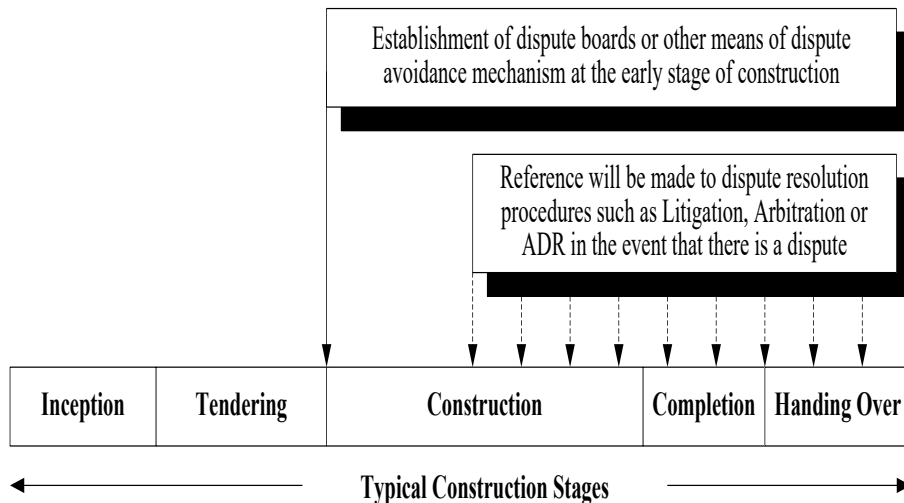 Establishment of dispute boards or other means of dispute
avoidance mechanism at the early stage of construction
Reference will be made to dispute resolution
procedures such as Litigation, Arbitration or
ADR in the event that there is a dispute
Inception Tendering Construction Completion Handing Over
Typical Construction Stages